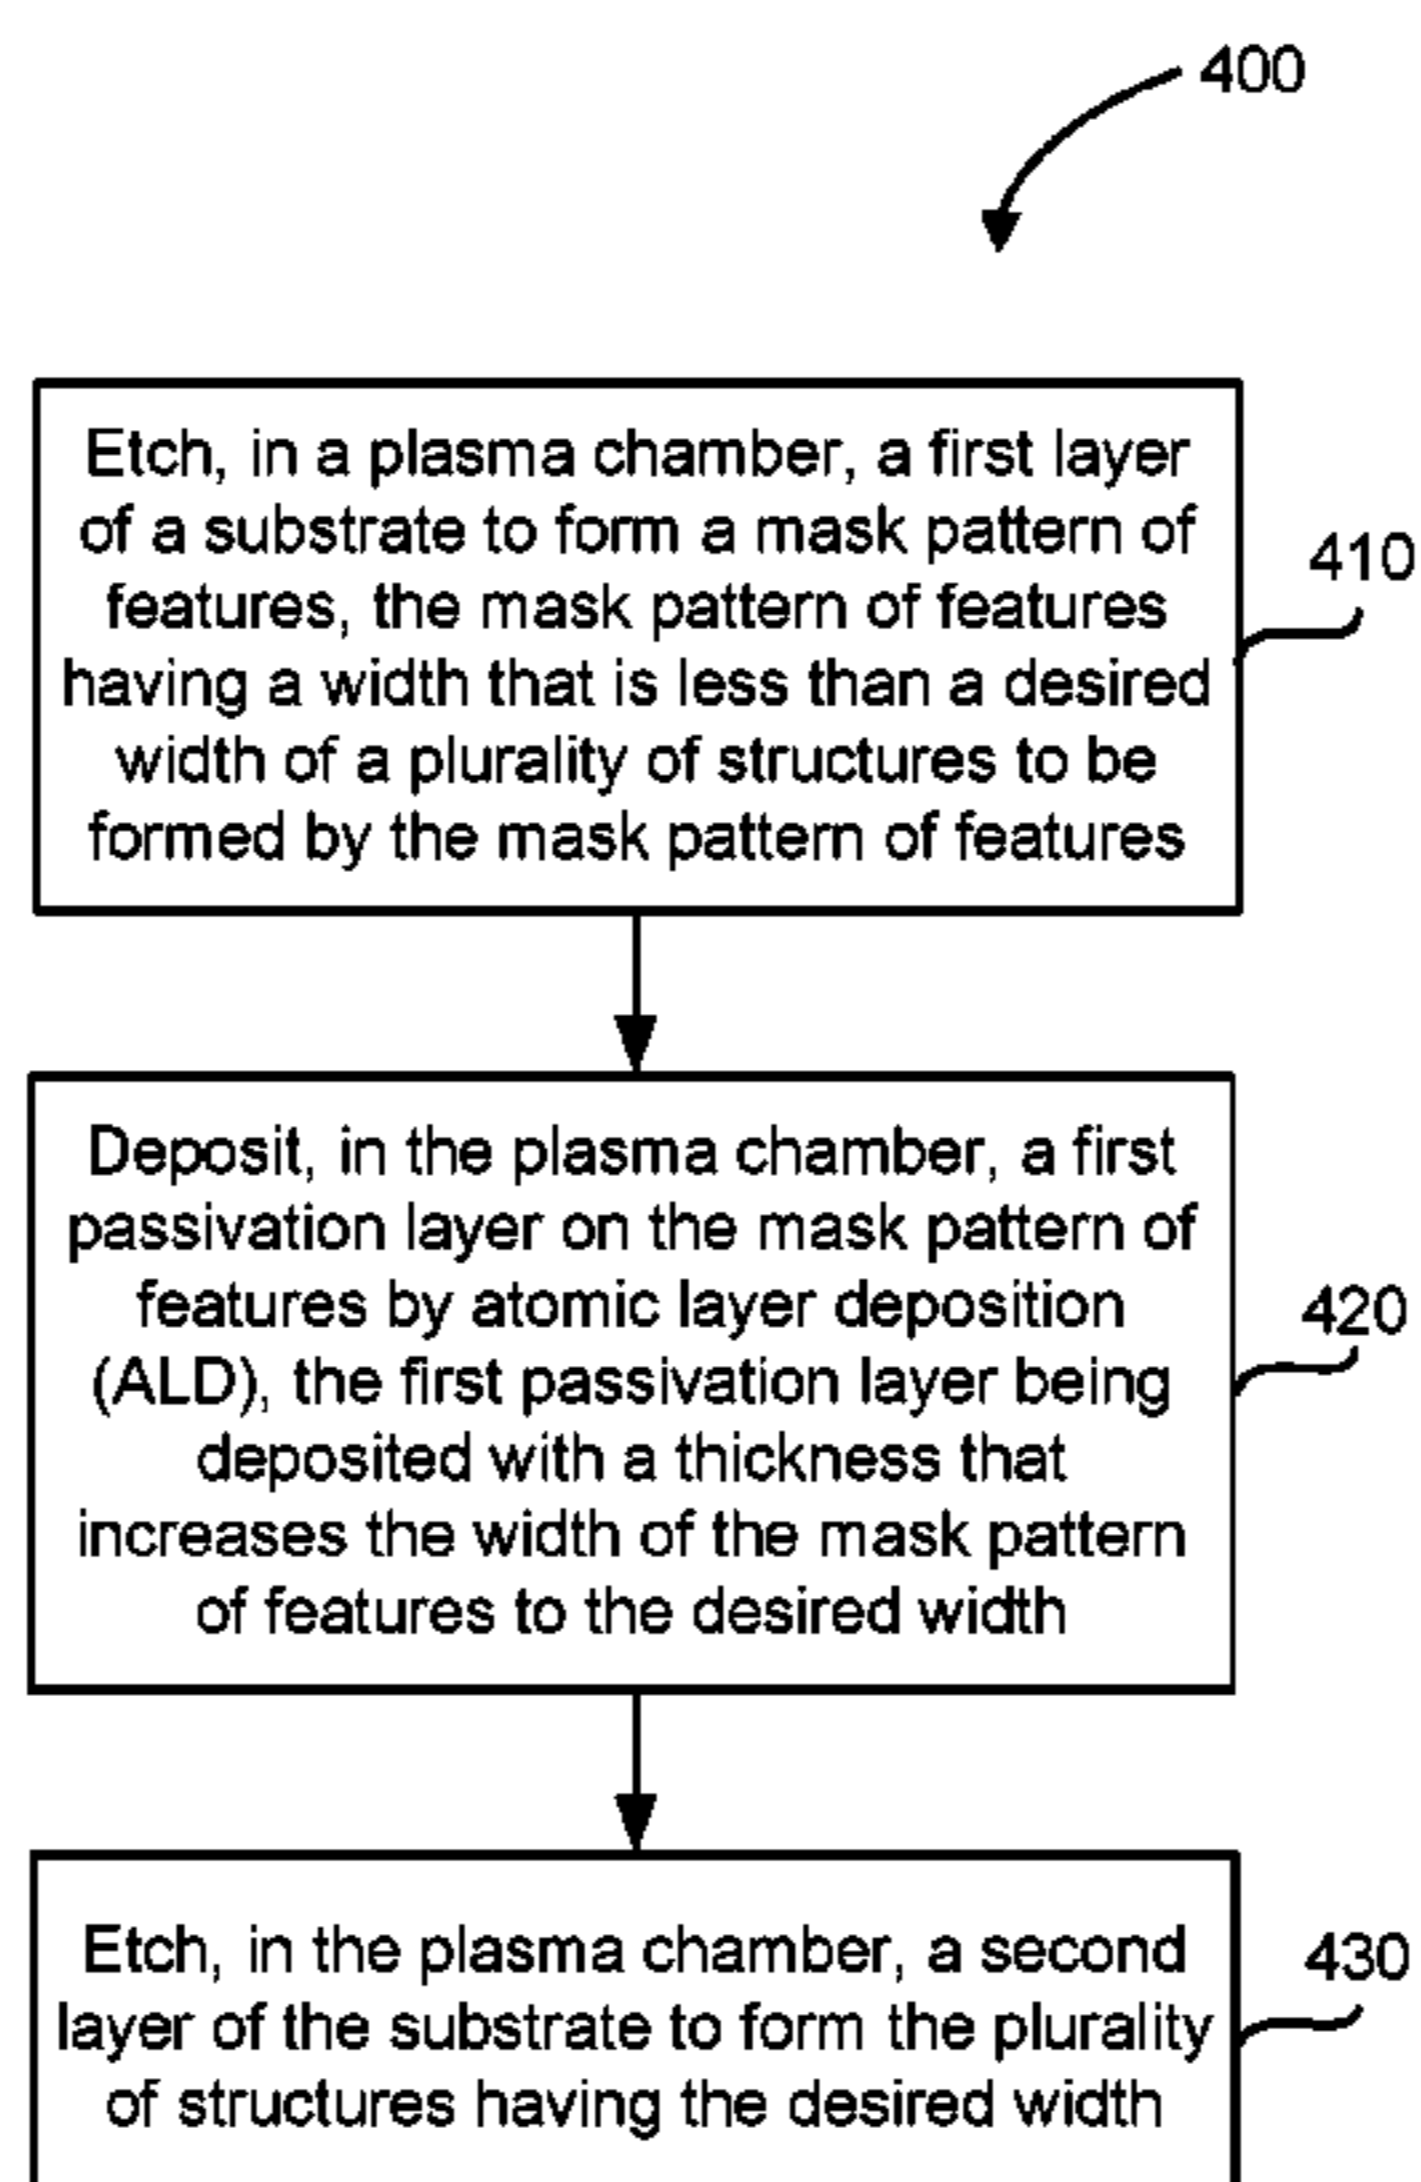 400
Etch, in a plasma chamber, a first layer
of a substrate to form a mask pattern of
features, the mask pattern of features
having a width that is less than a desired
width of a plurality of structures to be
formed by the mask pattern of features
410
Deposit, in the plasma chamber, a first
passivation layer on the mask pattern of
features by atomic layer deposition
(ALD), the first passivation layer being
deposited with a thickness that
increases the width of the mask pattern
of features to the desired width
420
Etch, in the plasma chamber, a second
layer of the substrate to form the plurality
of structures having the desired width
430